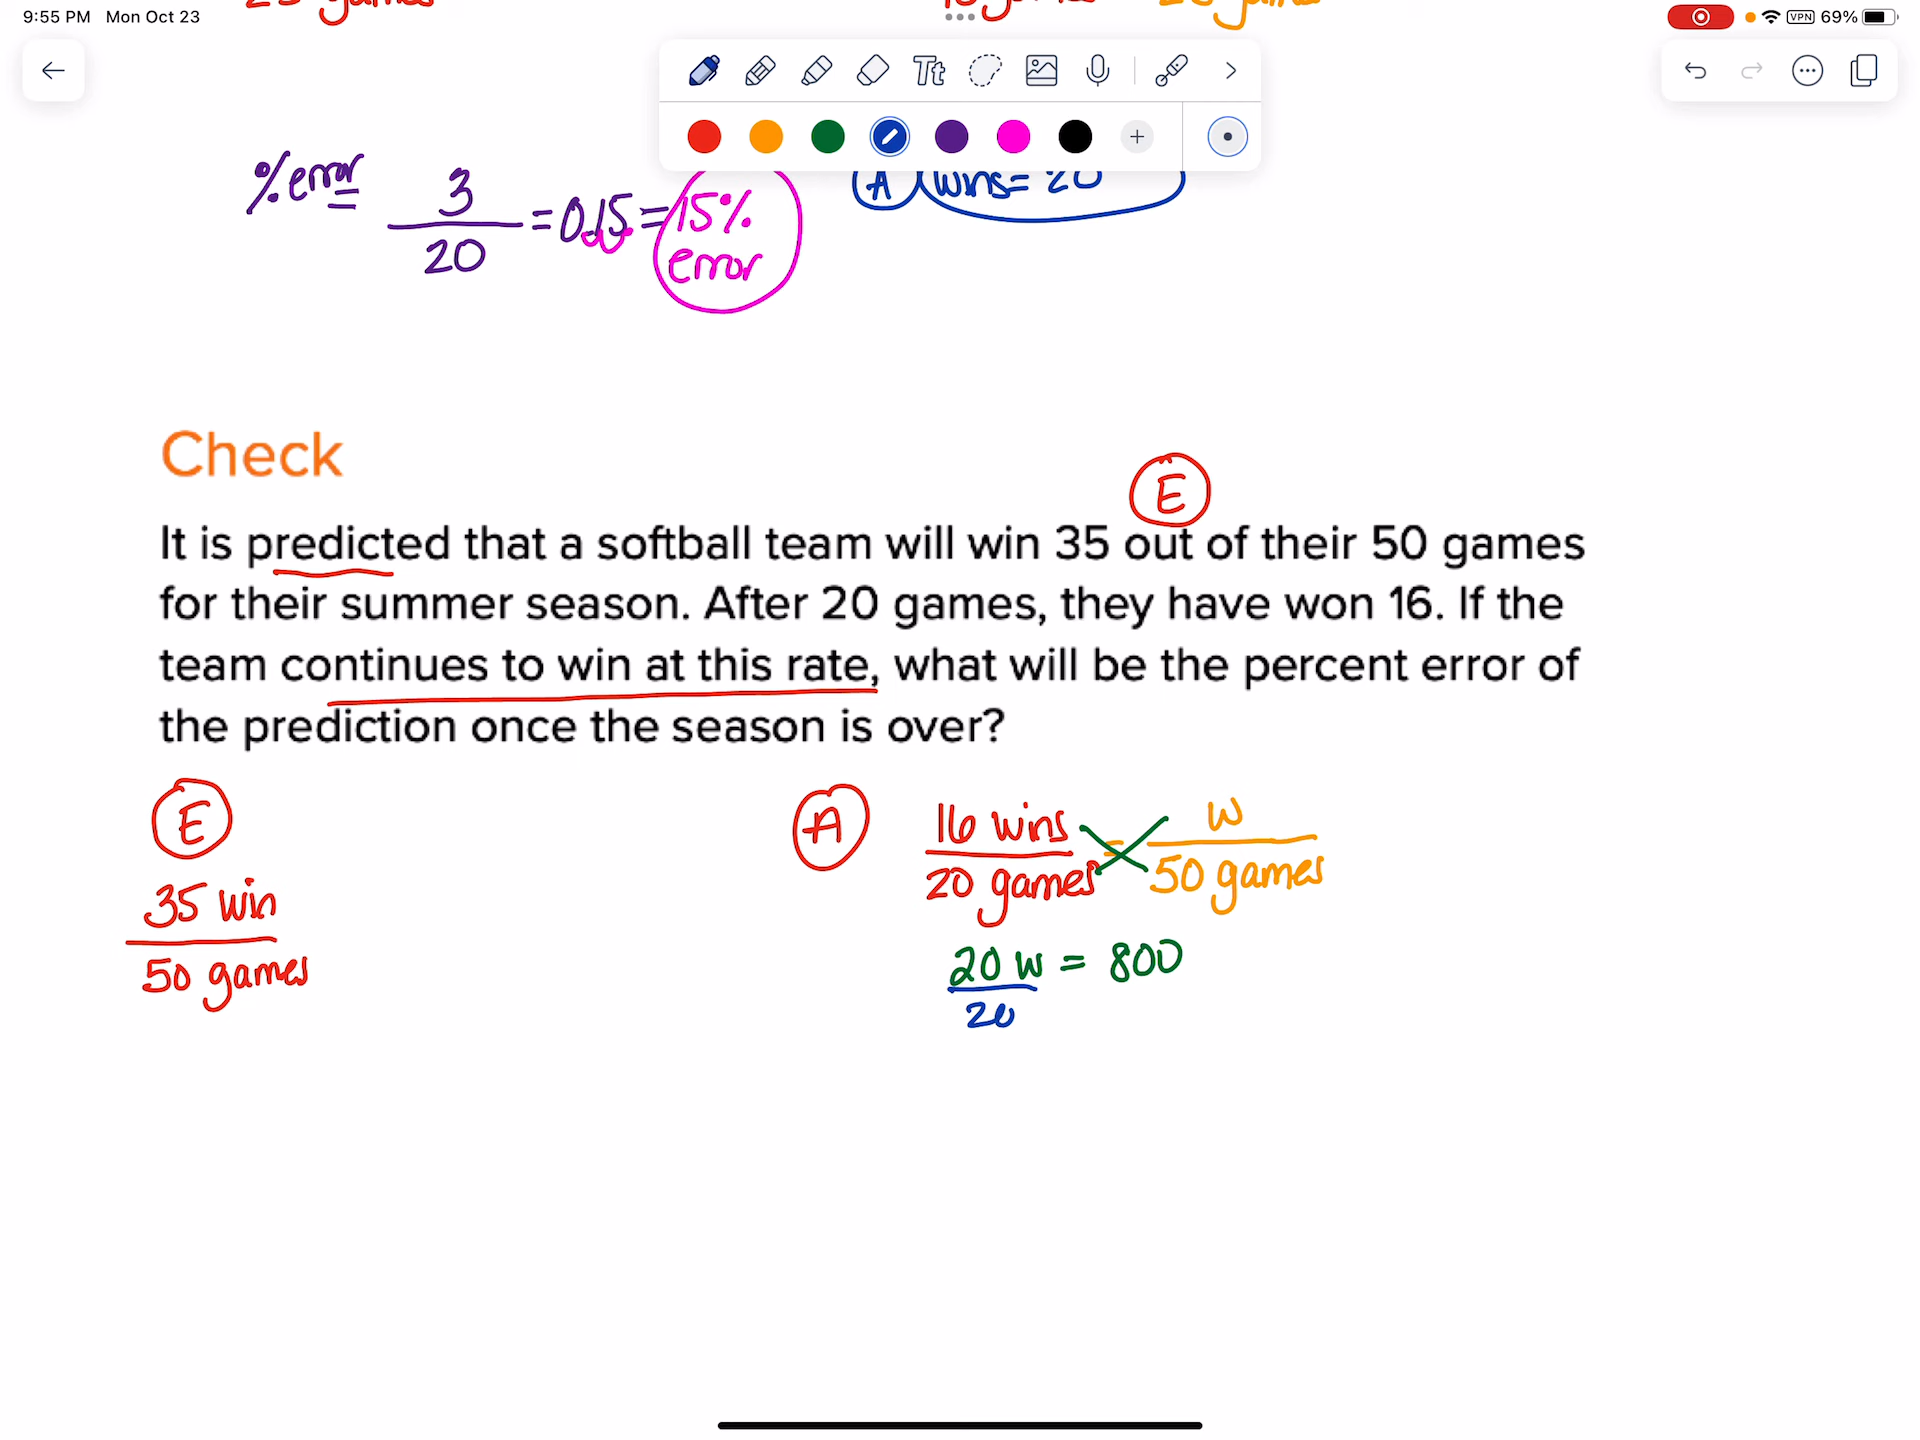 9:55 PM Mon Oct 23
VPN 69%
Tt
% error 3/20 = 0.15 = 15% error
A wins = 20
Check
E
It is predicted that a softball team will win 35 out of their 50 games
for their summer season. After 20 games, they have won 16. If the
team continues to win at this rate, what will be the percent error of
the prediction once the season is over?
E
35 win
50 games
A
16 wins = w
20 games 50 games
20 w = 800
20